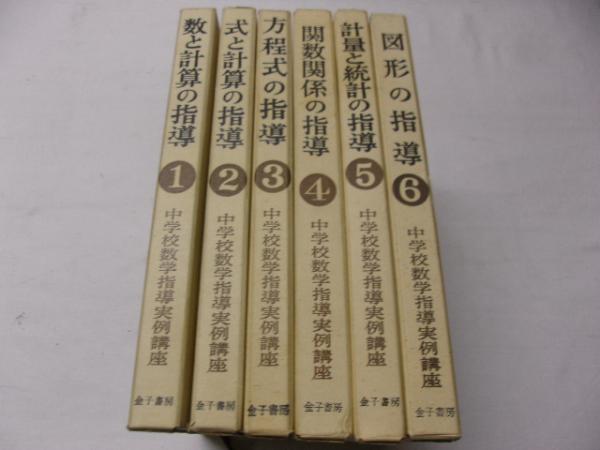 数と計算の指導
1
中学校数学指導実例講座
金子書房
式と計算の指導
2
中学校数学指導実例講座
金子書房
方程式の指導
3
中学校数学指導実例講座
金子書房
関数関係の指導
4
中学校数学指導実例講座
金子書房
計量と統計の指導
5
中学校数学指導実例講座
金子書房
図形の指導
6
中学校数学指導実例講座
金子書房